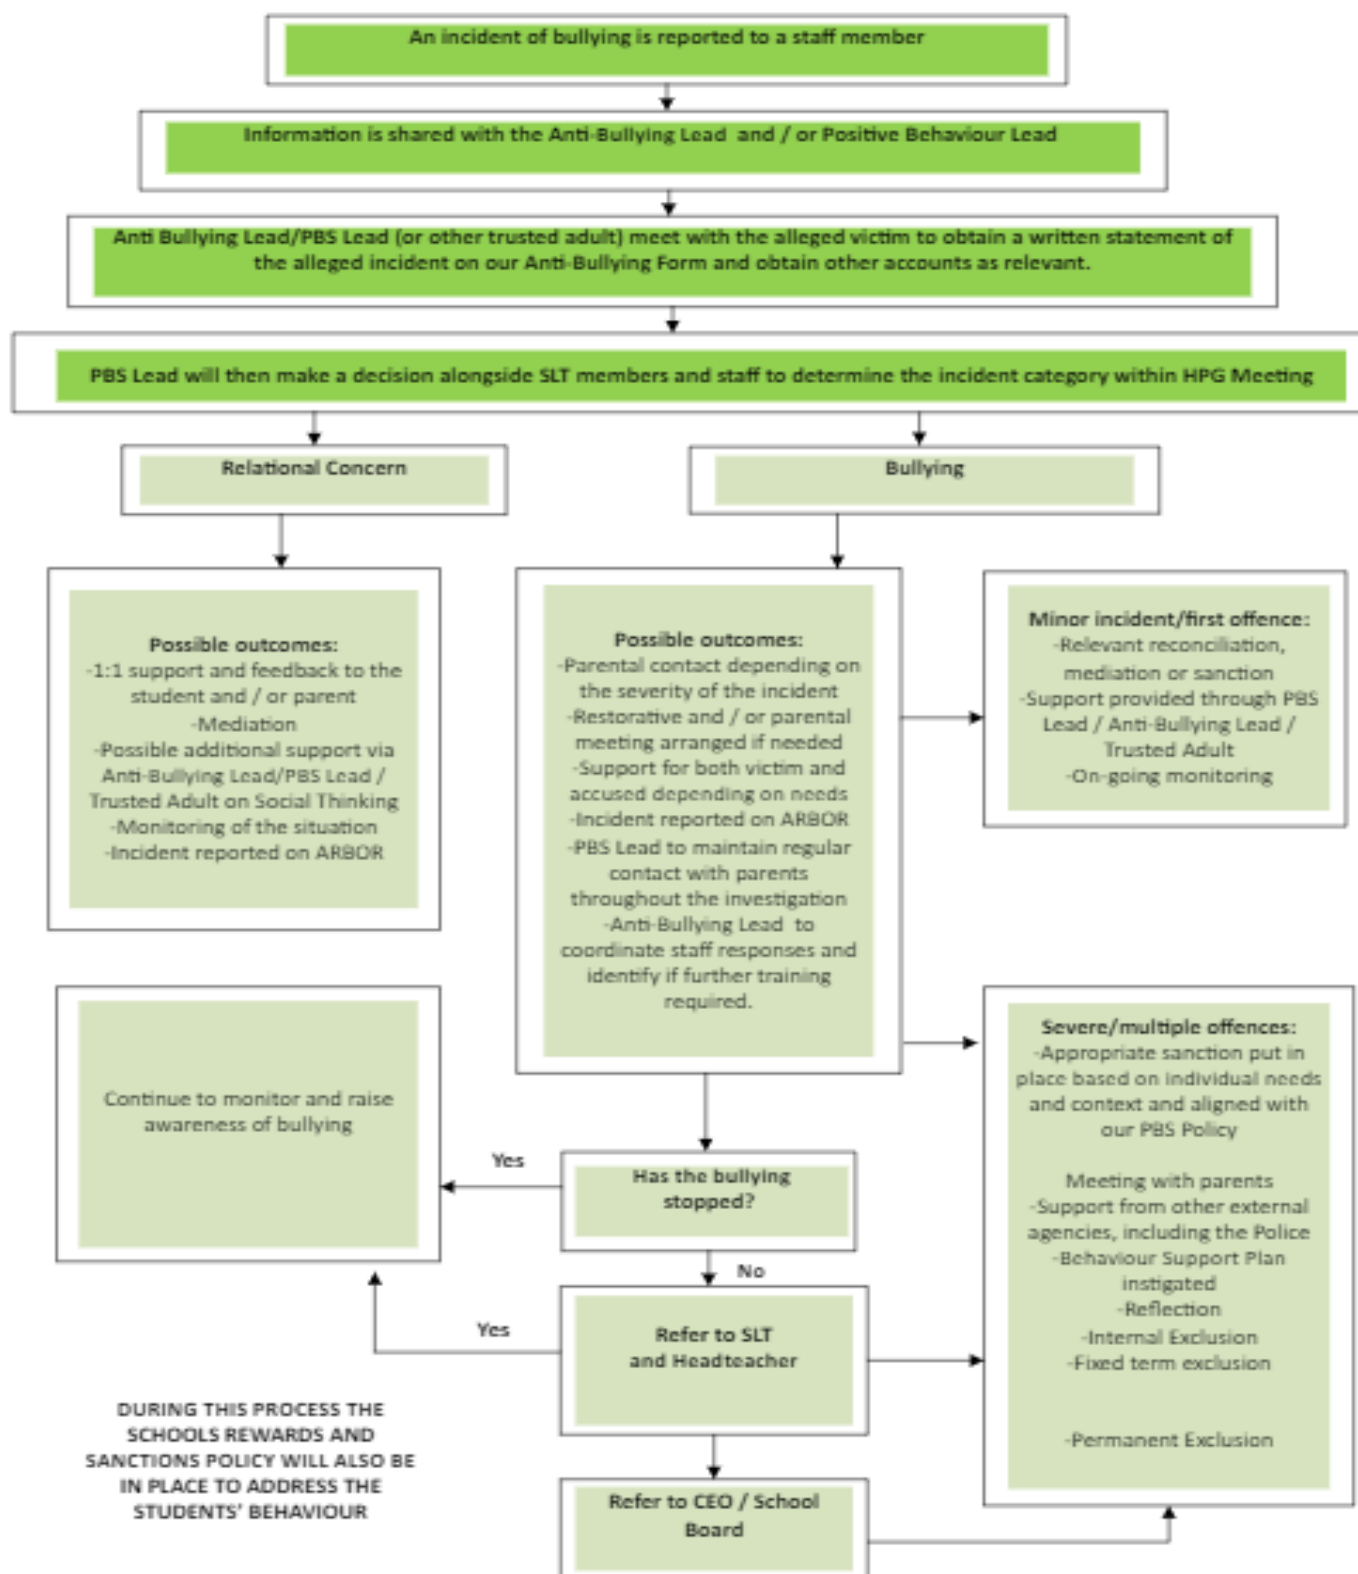 An incident of bullying is reported to a staff member
Information is shared with the Anti-Bullying Lead and / or Positive Behaviour Lead
Anti Bullying Lead/PBS Lead (or other trusted adult) meet with the alleged victim to obtain a written statement of
the alleged incident on our Anti-Bullying Form and obtain other accounts as relevant.
PBS Lead will then make a decision alongside SLT members and staff to determine the incident category within HPG Meeting
Relational Concern
Bullying
Possible outcomes:
-1:1 support and feedback to the
student and / or parent
-Mediation
-Possible additional support via
Anti-Bullying Lead/PBS Lead /
Trusted Adult on Social Thinking
-Monitoring of the situation
-Incident reported on ARBOR
Possible outcomes:
-Parental contact depending on
the severity of the incident
-Restorative and / or parental
meeting arranged if needed
-Support for both victim and
accused depending on needs
-Incident reported on ARBOR
-PBS Lead to maintain regular
contact with parents
throughout the investigation
-Anti-Bullying Lead to
coordinate staff responses and
identify if further training
required.
Minor incident/first offence:
-Relevant reconciliation,
mediation or sanction
-Support provided through PBS
Lead / Anti-Bullying Lead /
Trusted Adult
-On-going monitoring
Continue to monitor and raise
awareness of bullying
Yes
Has the bullying
stopped?
No
Severe/multiple offences:
-Appropriate sanction put in
place based on individual needs
and context and aligned with
our PBS Policy
Meeting with parents
-Support from other external
agencies, including the Police
-Behaviour Support Plan
instigated
-Reflection
-Internal Exclusion
-Fixed term exclusion
-Permanent Exclusion
Yes
Refer to SLT
and Headteacher
DURING THIS PROCESS THE
SCHOOLS REWARDS AND
SANCTIONS POLICY WILL ALSO BE
IN PLACE TO ADDRESS THE
STUDENTS' BEHAVIOUR
Refer to CEO / School
Board